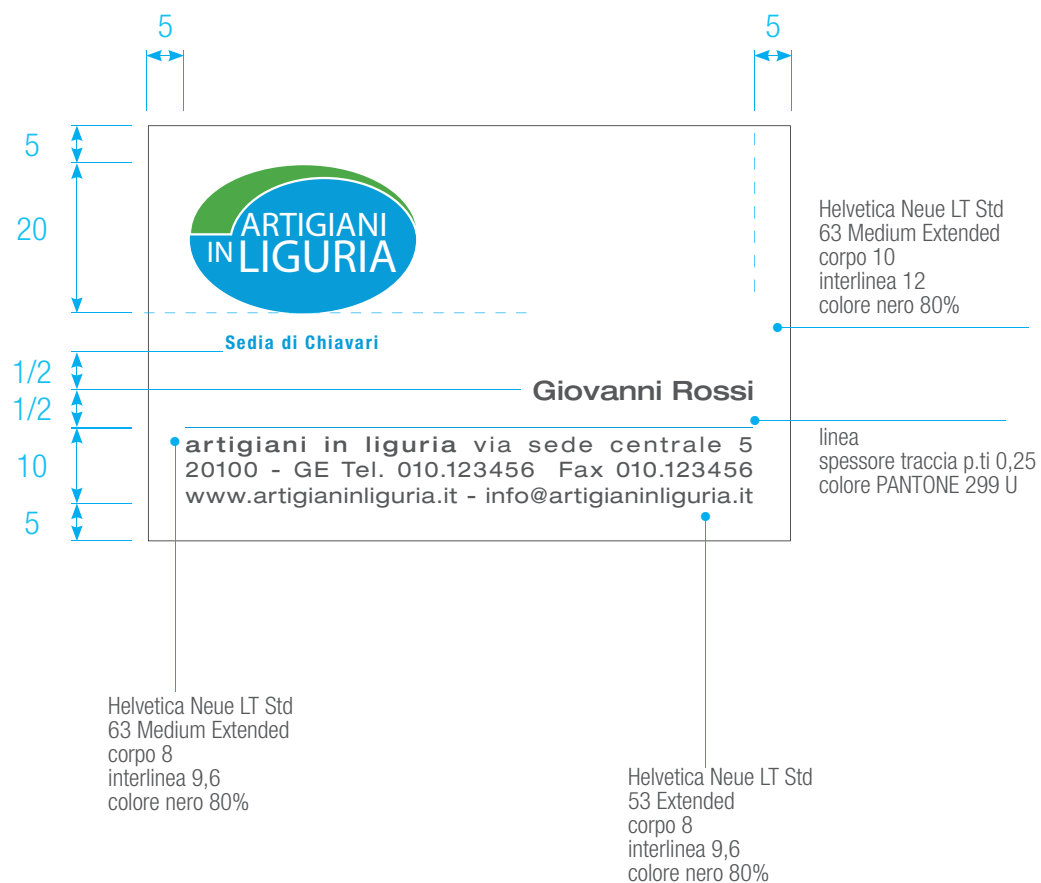 5
5
5
20
ARTIGIANI
IN LIGURIA
Helvetica Neue LT Std
63 Medium Extended
corpo 10
interlinea 12
colore nero 80%
Sedia di Chiavari
1/2
1/2
Giovanni Rossi
linea
spessore traccia p.ti 0,25
colore PANTONE 299 U
10
artigiani in liguria via sede centrale 5
20100 - GE Tel. 010.123456 Fax 010.123456
www.artigianinliguria.it - info@artigianinliguria.it
5
Helvetica Neue LT Std
63 Medium Extended
corpo 8
interlinea 9,6
colore nero 80%
Helvetica Neue LT Std
53 Extended
corpo 8
interlinea 9,6
colore nero 80%